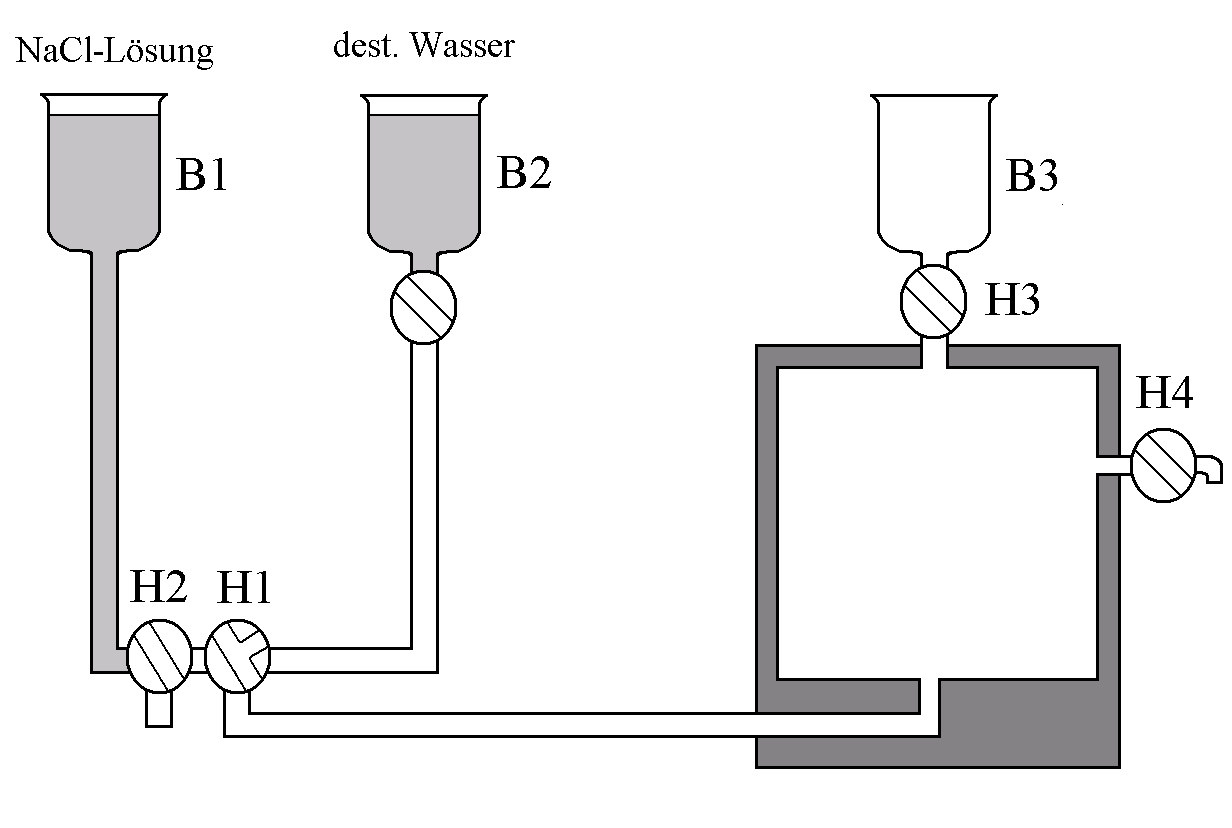 NaCl-Lösung
dest. Wasser
B1
B2
B3
H3
H4
H2
H1